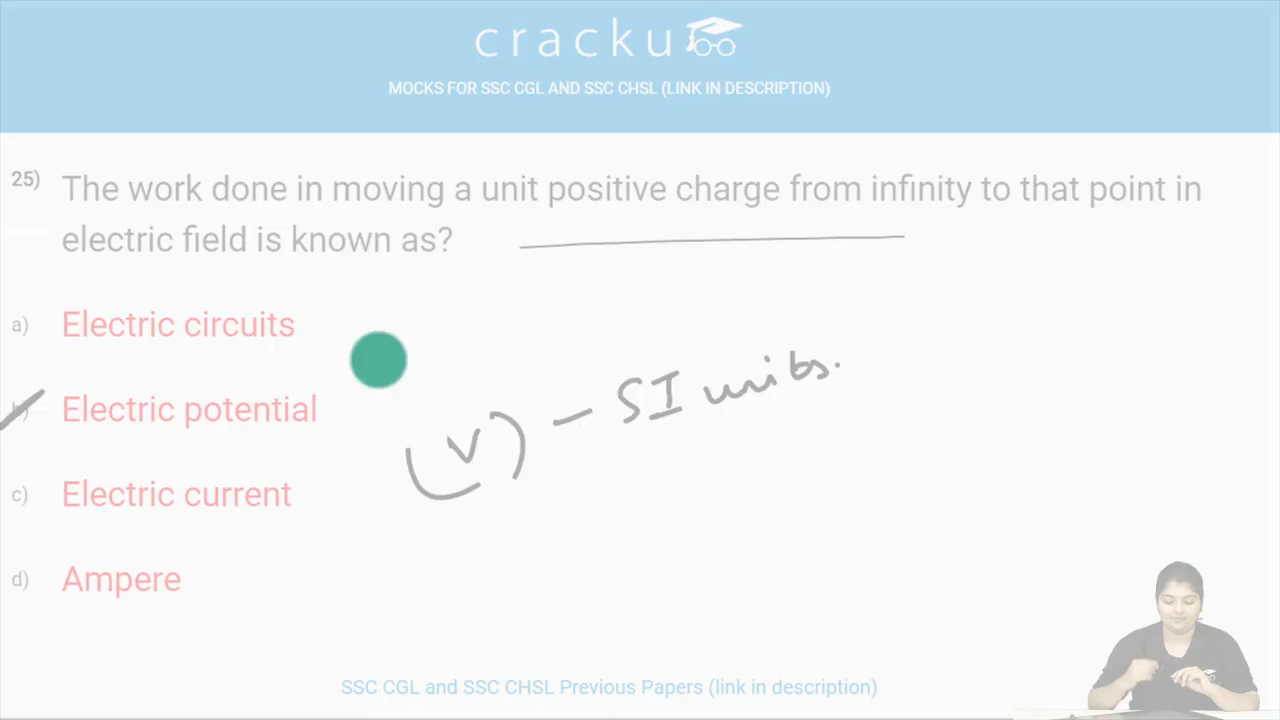 cracku
MOCKS FOR SSC CGL AND SSC CHSL (LINK IN DESCRIPTION)
25) The work done in moving a unit positive charge from infinity to that point in
electric field is known as?
a) Electric circuits
b) Electric potential
(V) – SI units.
c) Electric current
d) Ampere
SSC CGL and SSC CHSL Previous Papers (link in description)